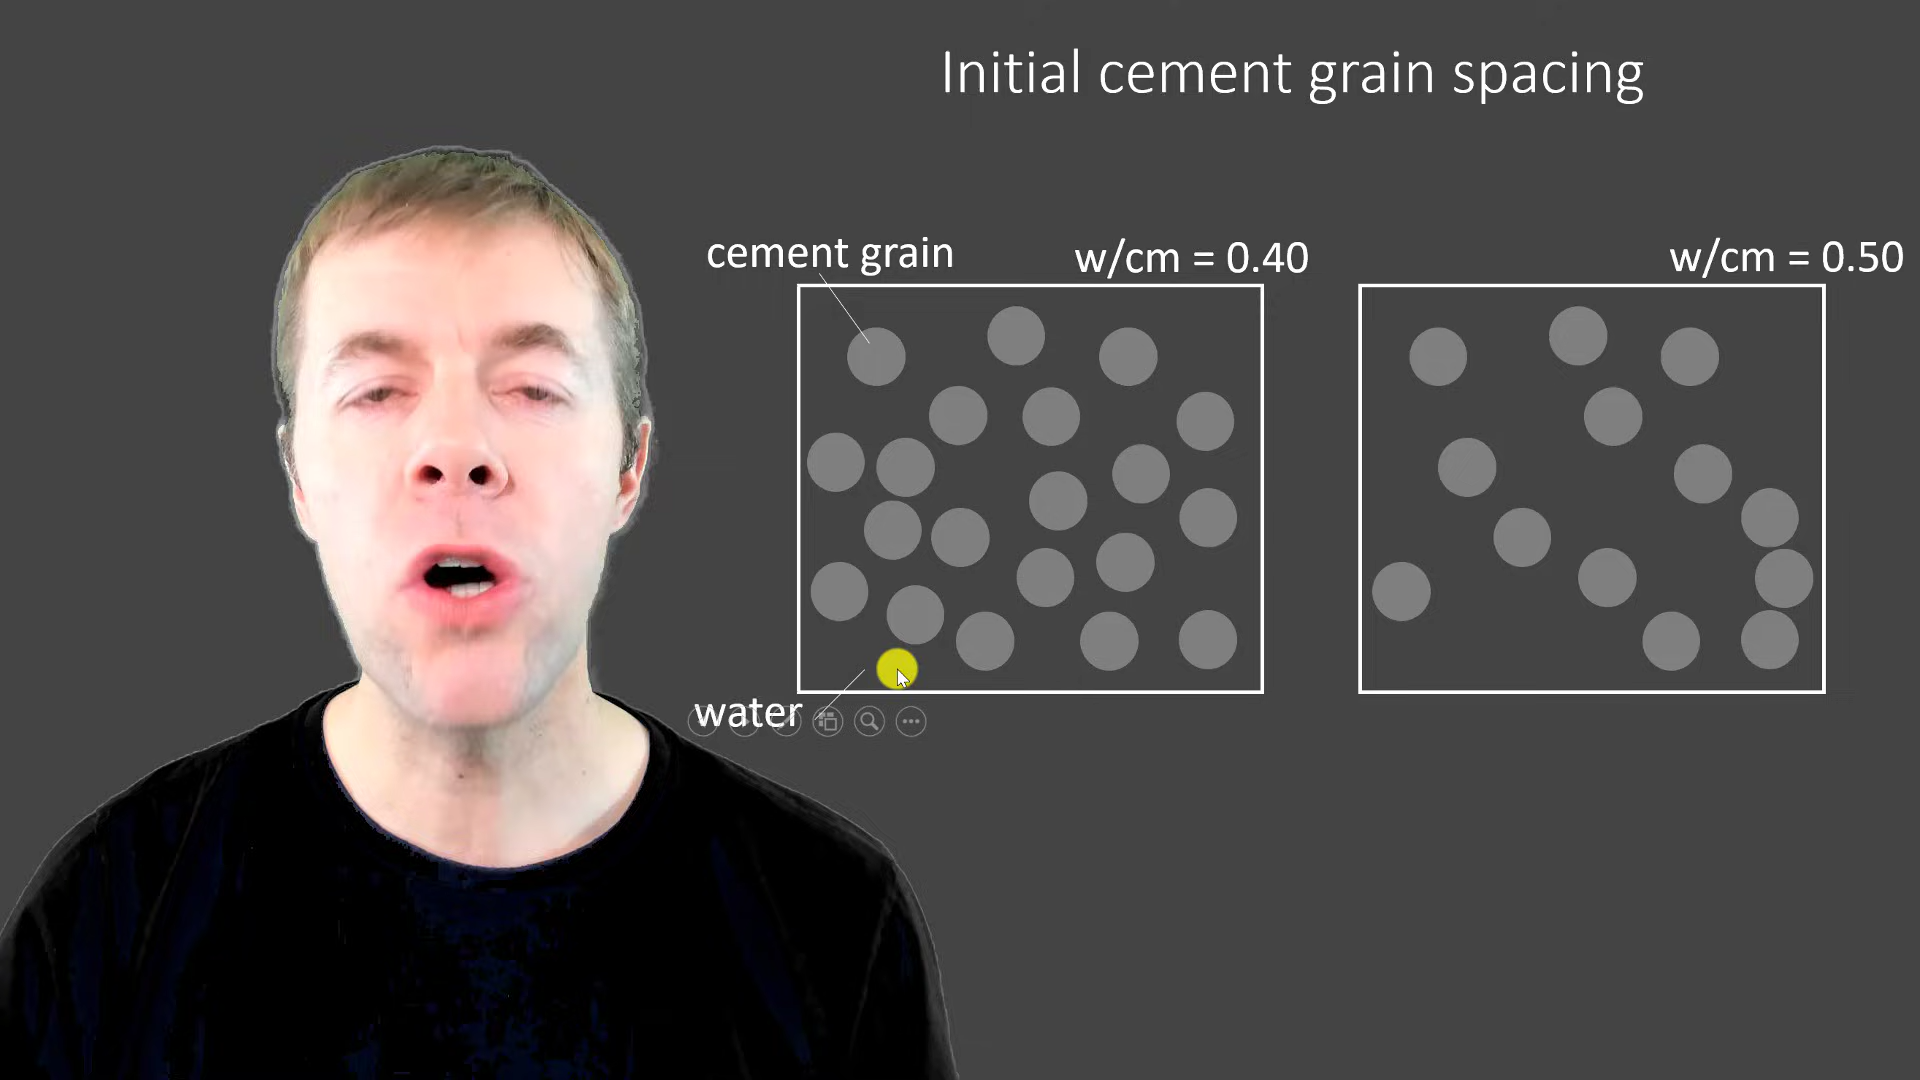 Initial cement grain spacing
cement grain
w/cm = 0.40
w/cm = 0.50
water